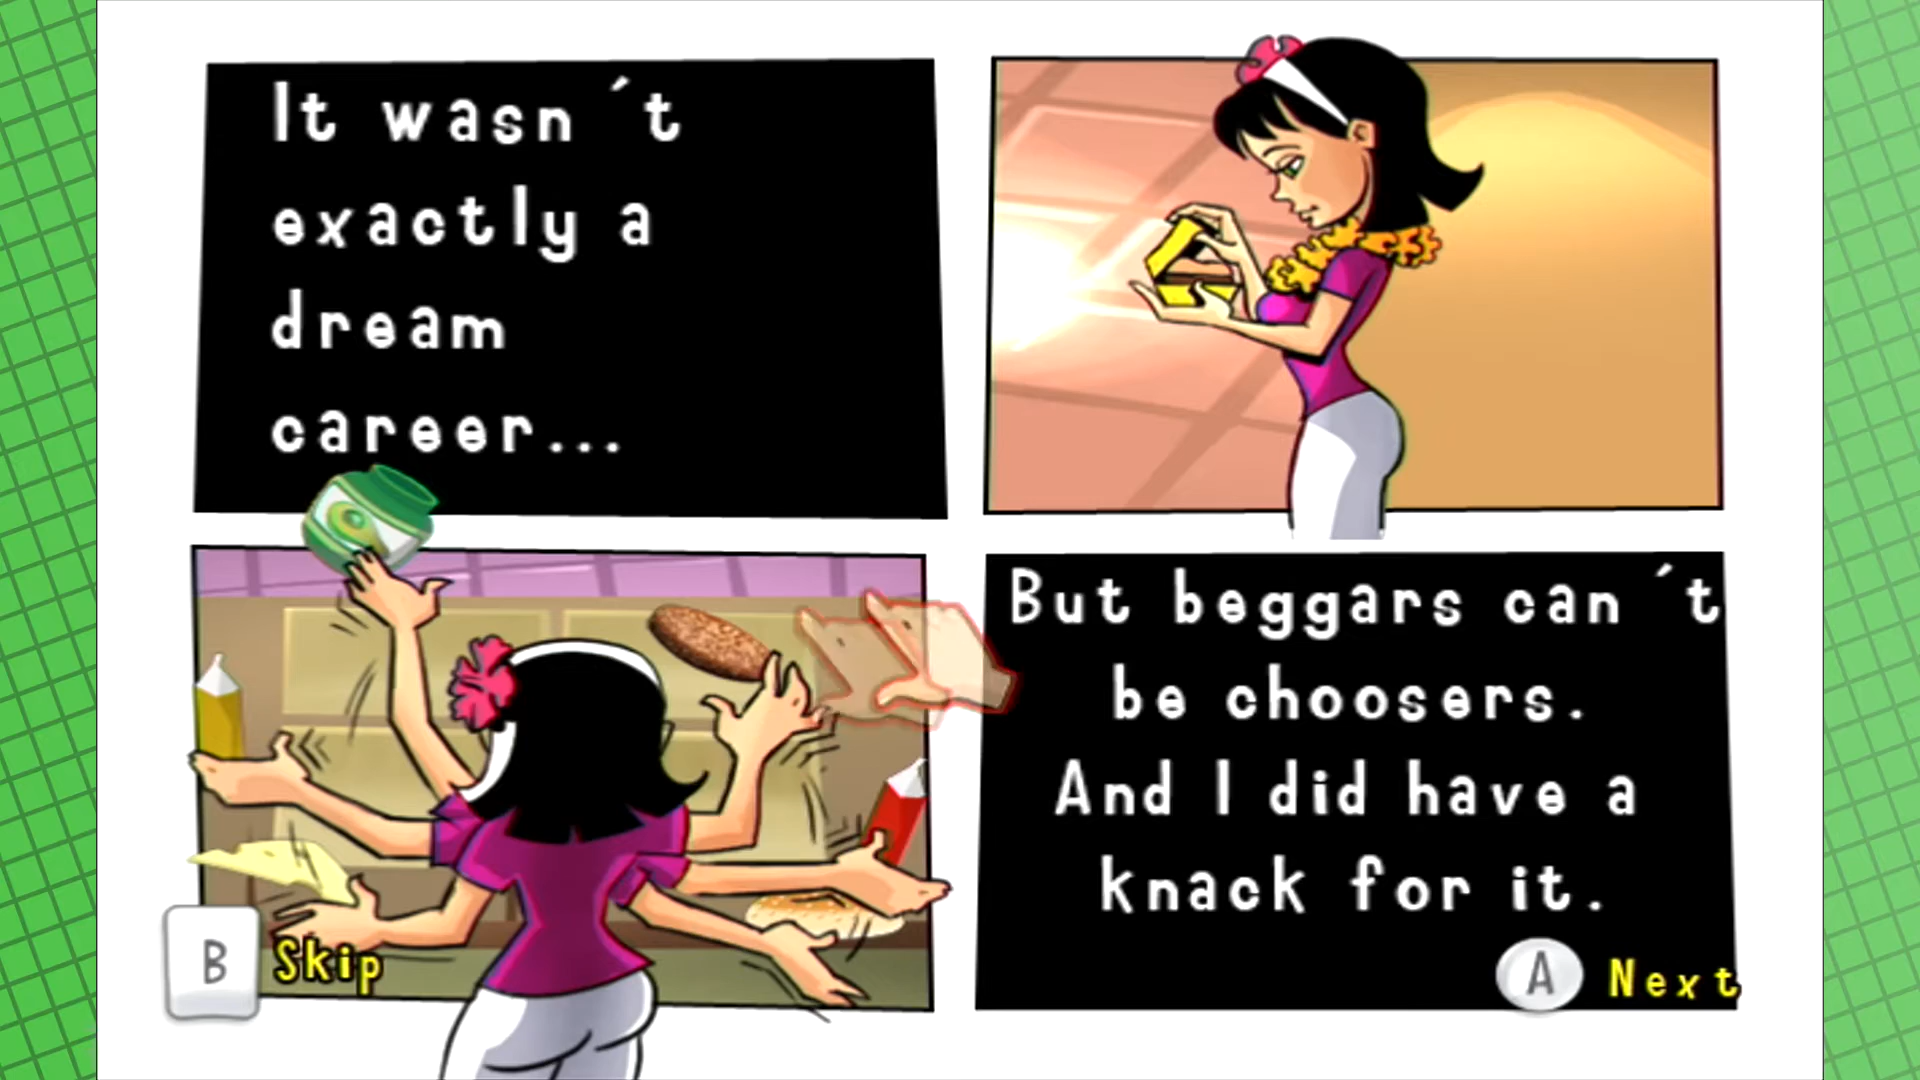 It wasn´t
exactly a
dream
career...
But beggars can´t
be choosers.
And I did have a
knack for it.
B Skip
A Next